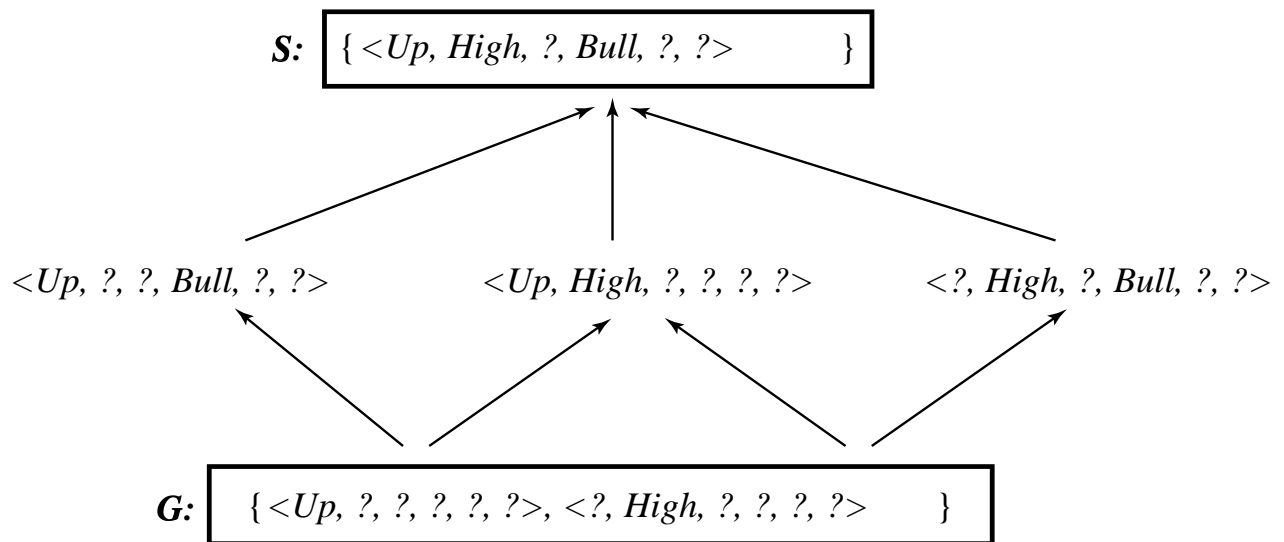 S: { <Up, High, ?, Bull, ?, ?> }
<Up, ?, ?, Bull, ?, ?> <Up, High, ?, ?, ?, ?> <?, High, ?, Bull, ?, ?>
G: { <Up, ?, ?, ?, ?, ?>, <?, High, ?, ?, ?, ?> }